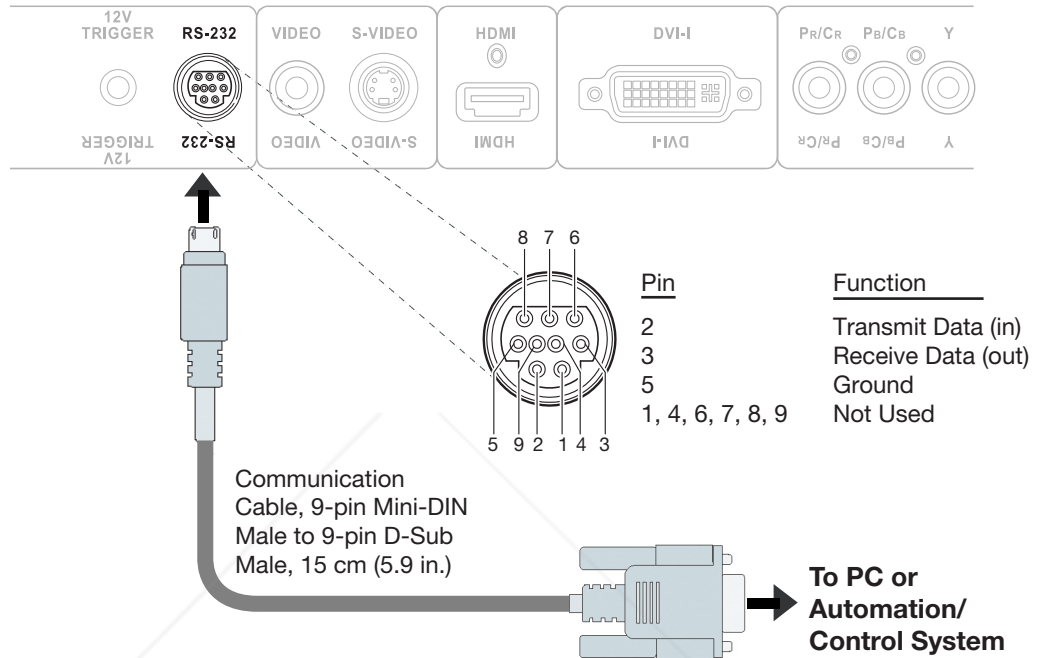 12V
TRIGGER
RS-232
VIDEO
S-VIDEO
HDMI
DVI-I
PR/CR
PB/CB
Y
12V
TRIGGER
RS-232
VIDEO
S-VIDEO
HDMI
DVI-I
PR/CR
PB/CB
Y
8 7 6
5 9 2 1 4 3
Pin Function
2 Transmit Data (in)
3 Receive Data (out)
5 Ground
1, 4, 6, 7, 8, 9 Not Used
Communication
Cable, 9-pin Mini-DIN
Male to 9-pin D-Sub
Male, 15 cm (5.9 in.)
To PC or
Automation/
Control System